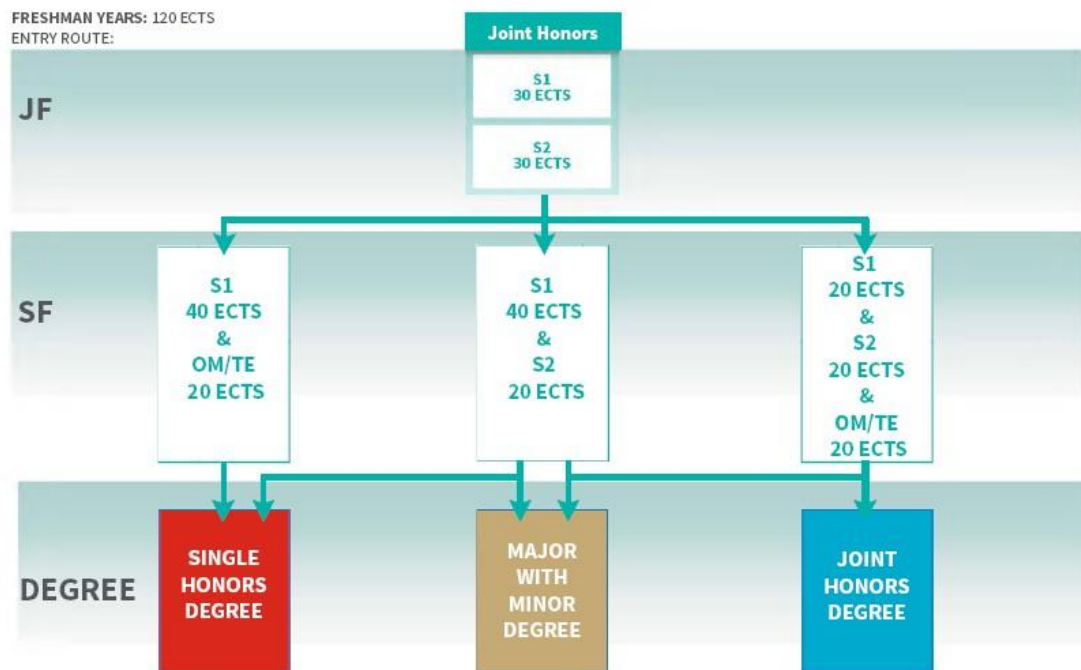 FRESHMAN YEARS: 120 ECTS
ENTRY ROUTE:
Joint Honors
JF
S1
30 ECTS
S2
30 ECTS
SF
S1
40 ECTS
&
OM/TE
20 ECTS
S1
40 ECTS
&
S2
20 ECTS
S1
20 ECTS
&
S2
20 ECTS
&
OM/TE
20 ECTS
DEGREE
SINGLE
HONORS
DEGREE
MAJOR
WITH
MINOR
DEGREE
JOINT
HONORS
DEGREE